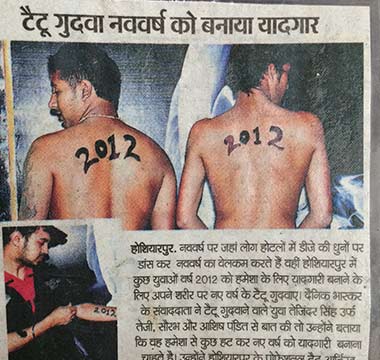 टैटू गुदवा नववर्ष को बनाया यादगार
2012
2012
2012
होशियारपुर. नववर्ष पर जहां लोग होटलों में डीजे की धुनों पर
डांस कर नववर्ष का वेलकम करते हैं वही होशियारपुर में
कुछ युवाओं वर्ष 2012 को हमेशा के लिए यादगारी बनाने के
लिए अपने शरीर पर नए वर्ष के टैटू गुदवाए। दैनिक भास्कर
के संवाददाता ने टैटू गुदवाने वाले युवा तेजिंदर सिंह उर्फ
तेजी, सौरभ और आशिष पंडित से बात की तो उन्होंने बताया
कि वह हमेशा से कुछ हट कर नए वर्ष को यादगारी बनाना
चाहते है। उन्होंने होशियारपुर के